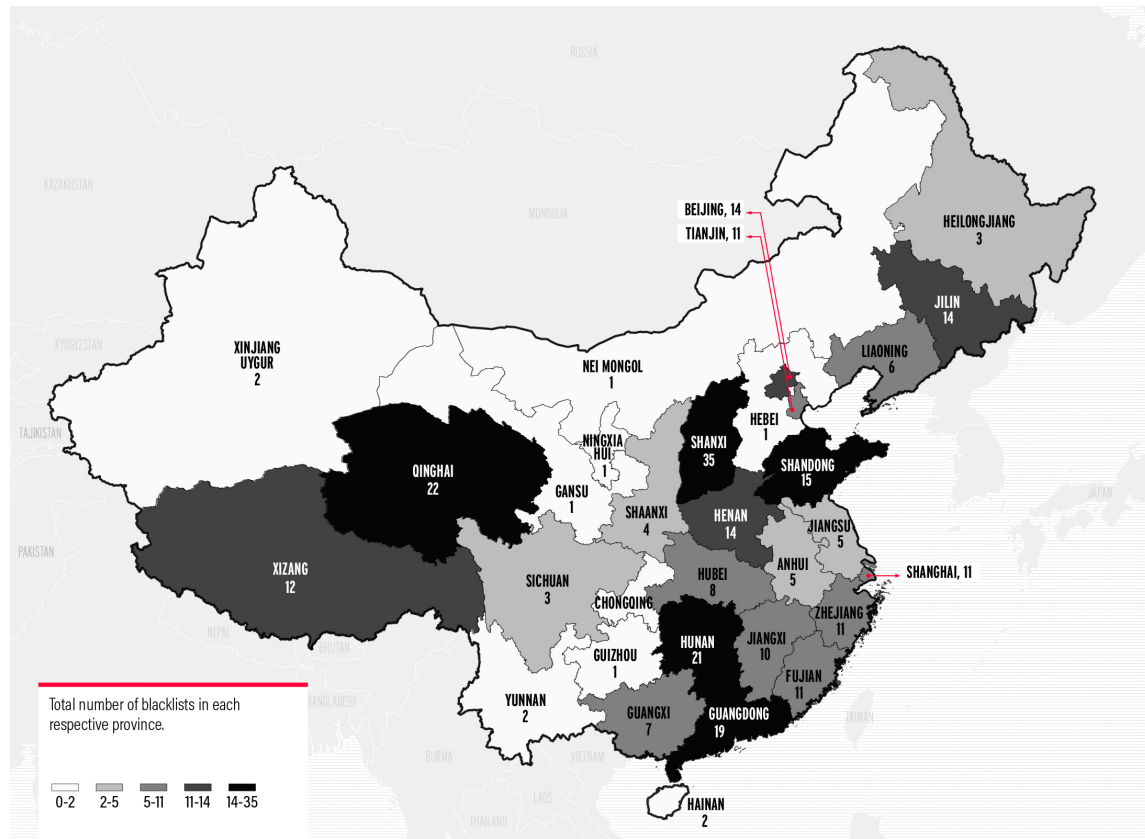 RUSSIA
KAZAKHSTAN
MONGOLIA
BEIJING, 14
TIANJIN, 11
HEILONGJIANG
3
JILIN
14
LIAONING
6
KYRGYZSTAN
XINJIANG
UYGUR
2
NEI MONGOL
1
TAJIKISTAN
HEBEI
1
NINGXIA
HUI
1
SHANXI
35
QINGHAI
22
SHANDONG
15
GANSU
1
JAPAN
SHAANXI
4
HENAN
14
JIANGSU
5
PAKISTAN
XIZANG
12
ANHUI
5
SICHUAN
3
HUBEI
8
SHANGHAI, 11
CHONGQING
ZHEJIANG
11
NEPAL
BHUTAN
HUNAN
21
JIANGXI
10
GUIZHOU
1
FUJIAN
11
BANGLADESH
YUNNAN
2
GUANGXI
7
GUANGDONG
19
TAIWAN
BURMA
VIETNAM
LAOS
THAILAND
HAINAN
2
Total number of blacklists in each
respective province.
0-2 2-5 5-11 11-14 14-35